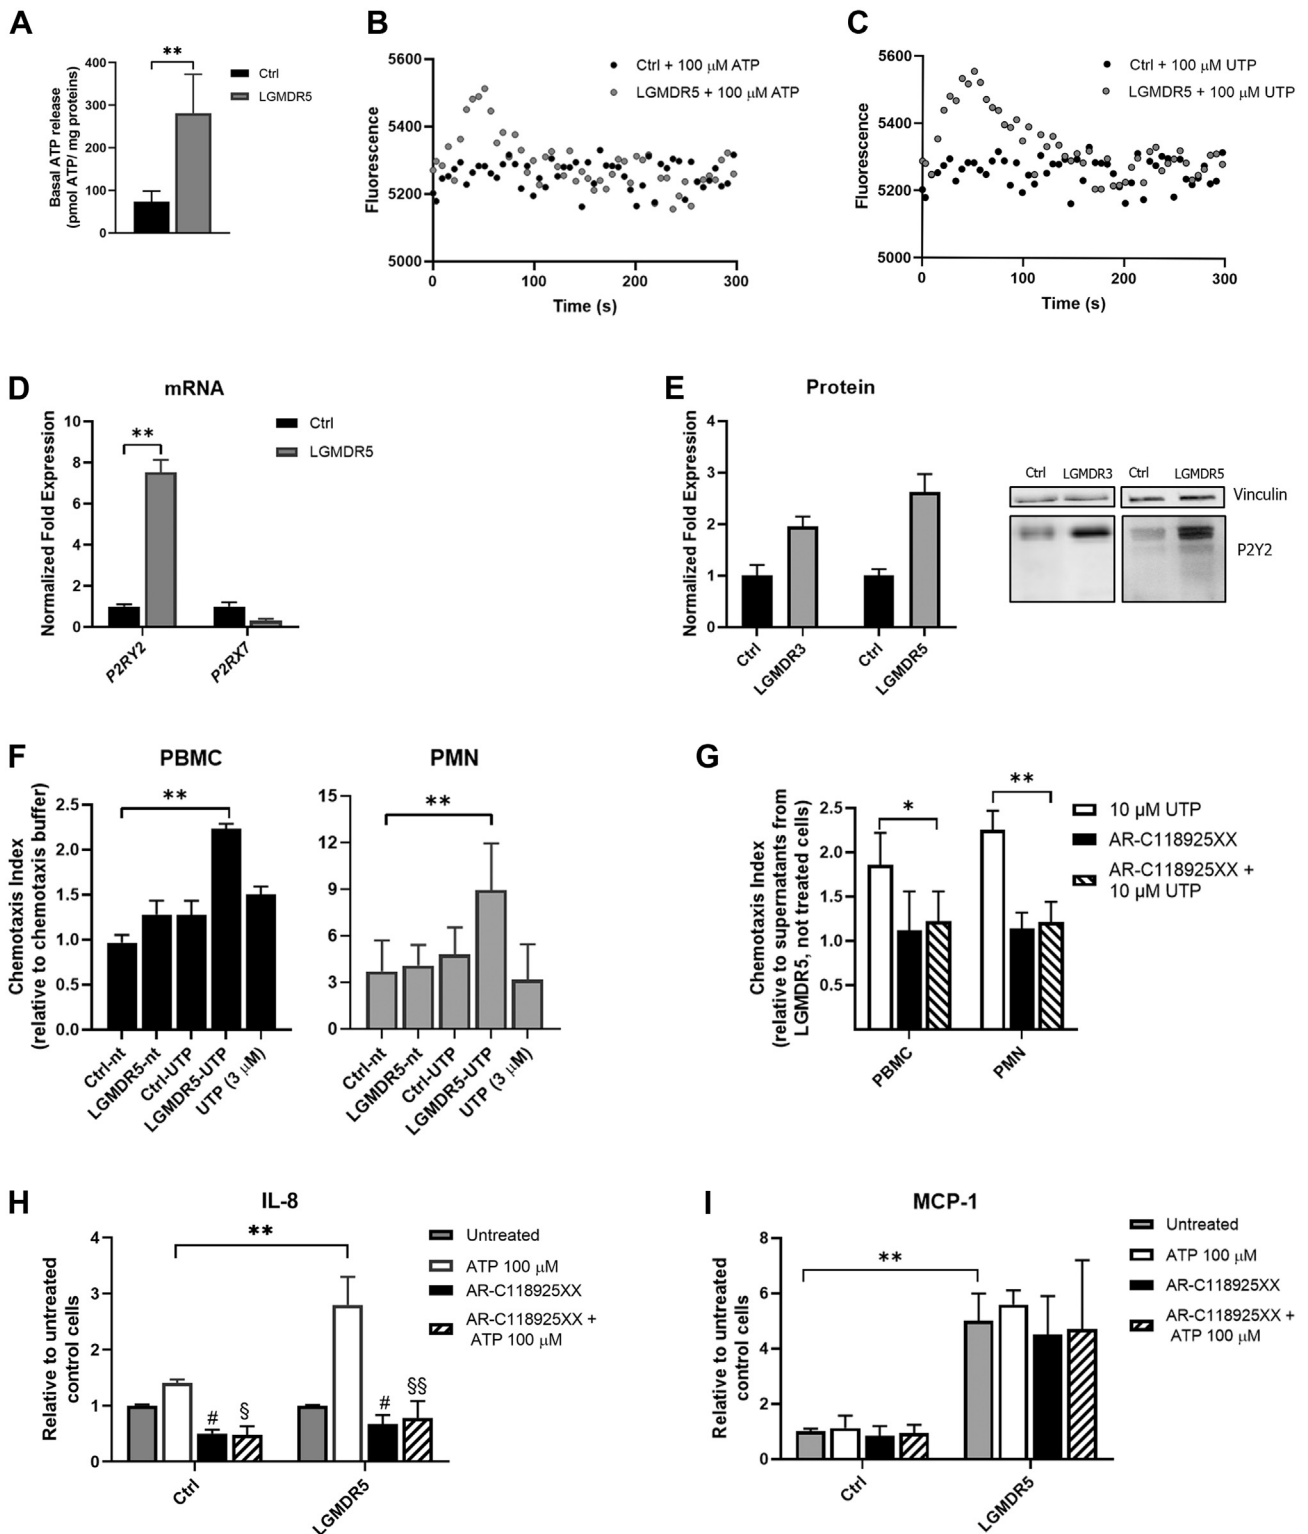 A
**
400
300
200
100
0
Basal ATP release
(pmol ATP/ mg proteins)
Ctrl
LGMDR5
B
5600
5400
5200
5000
Fluorescence
0
100
200
300
Time (s)
Ctrl + 100 µM ATP
LGMDR5 + 100 µM ATP
C
5600
5400
5200
5000
Fluorescence
0
100
200
300
Time (s)
Ctrl + 100 µM UTP
LGMDR5 + 100 µM UTP
D
mRNA
10
8
6
4
2
0
Normalized Fold Expression
**
P2RY2
P2RX7
Ctrl
LGMDR5
E
Protein
4
3
2
1
0
Normalized Fold Expression
Ctrl
LGMDR3
Ctrl
LGMDR5
Ctrl LGMDR3 Ctrl LGMDR5
Vinculin
P2Y2
F
PBMC
**
2.5
2.0
1.5
1.0
0.5
0.0
Chemotaxis Index
(relative to chemotaxis buffer)
Ctrl-nt
LGMDR5-nt
Ctrl-UTP
LGMDR5-UTP
UTP (3 µM)
PMN
**
15
12
9
6
3
0
Ctrl-nt
LGMDR5-nt
Ctrl-UTP
LGMDR5-UTP
UTP (3 µM)
G
2.5
2.0
1.5
1.0
0.5
Chemotaxis Index
(relative to supernatants from
LGMDR5, not treated cells)
*
**
PBMC
PMN
10 µM UTP
AR-C118925XX
AR-C118925XX +
10 µM UTP
H
IL-8
4
3
2
1
0
Relative to untreated
control cells
**
#
§
#
§§
Ctrl
LGMDR5
Untreated
ATP 100 µM
AR-C118925XX
AR-C118925XX +
ATP 100 µM
I
MCP-1
8
6
4
2
0
Relative to untreated
control cells
**
Ctrl
LGMDR5
Untreated
ATP 100 µM
AR-C118925XX
AR-C118925XX +
ATP 100 µM